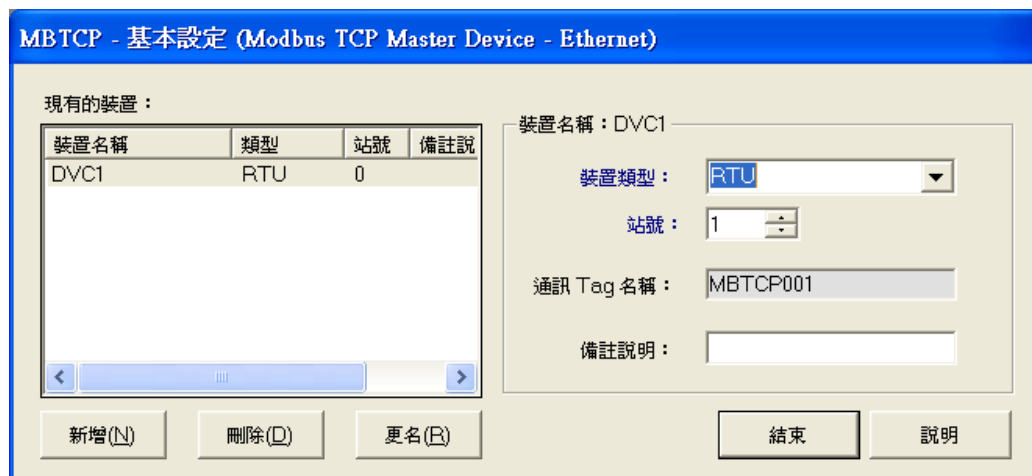 MBTCP - 基本設定 (Modbus TCP Master Device - Ethernet)
現有的裝置：
裝置名稱 類型 站號 備註說
DVC1 RTU 0
裝置名稱：DVC1
裝置類型： RTU
站號： 1
通訊 Tag 名稱： MBTCP001
備註說明：
新增(N) 刪除(D) 更名(R) 結束 說明